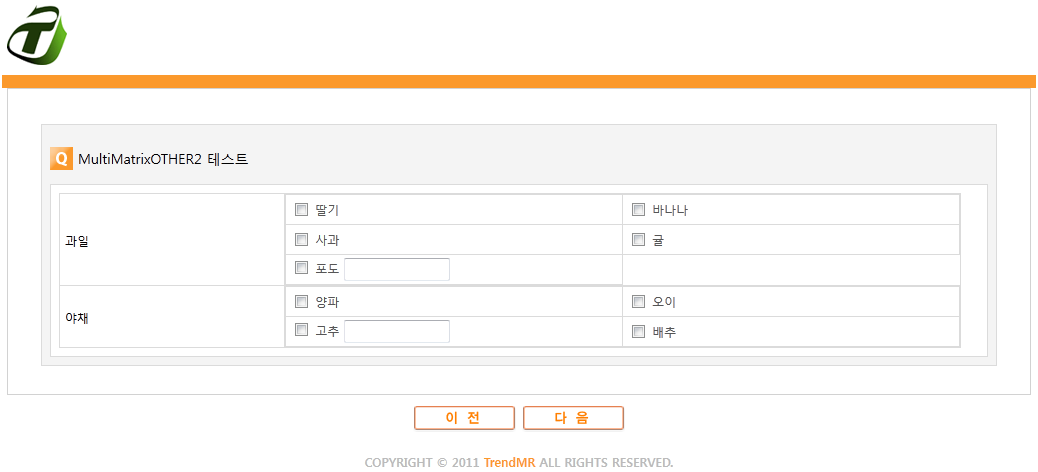 T
Q MultiMatrixOTHER2 테스트
과일
딸기 바나나
사과 귤
포도
야채
양파 오이
고추 배추
이 전 다 음
COPYRIGHT © 2011 TrendMR ALL RIGHTS RESERVED.